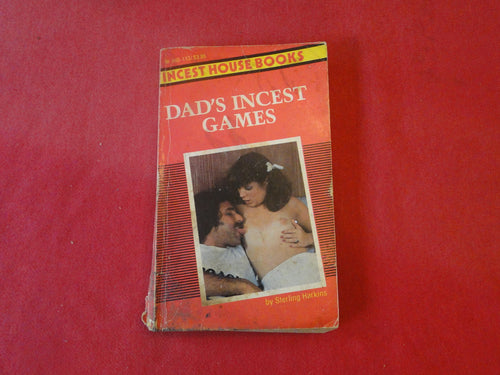 INCEST HOUSE BOOKS
DAD'S INCEST
GAMES
by Sterling Harkins